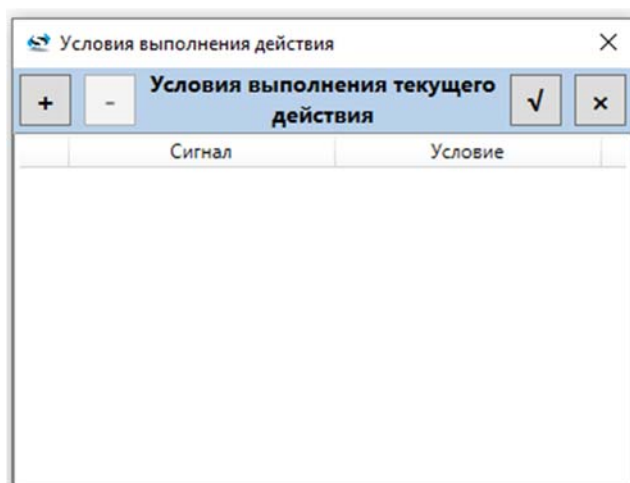 Условия выполнения действия
+ - Условия выполнения текущего √ ×
действия
Сигнал Условие